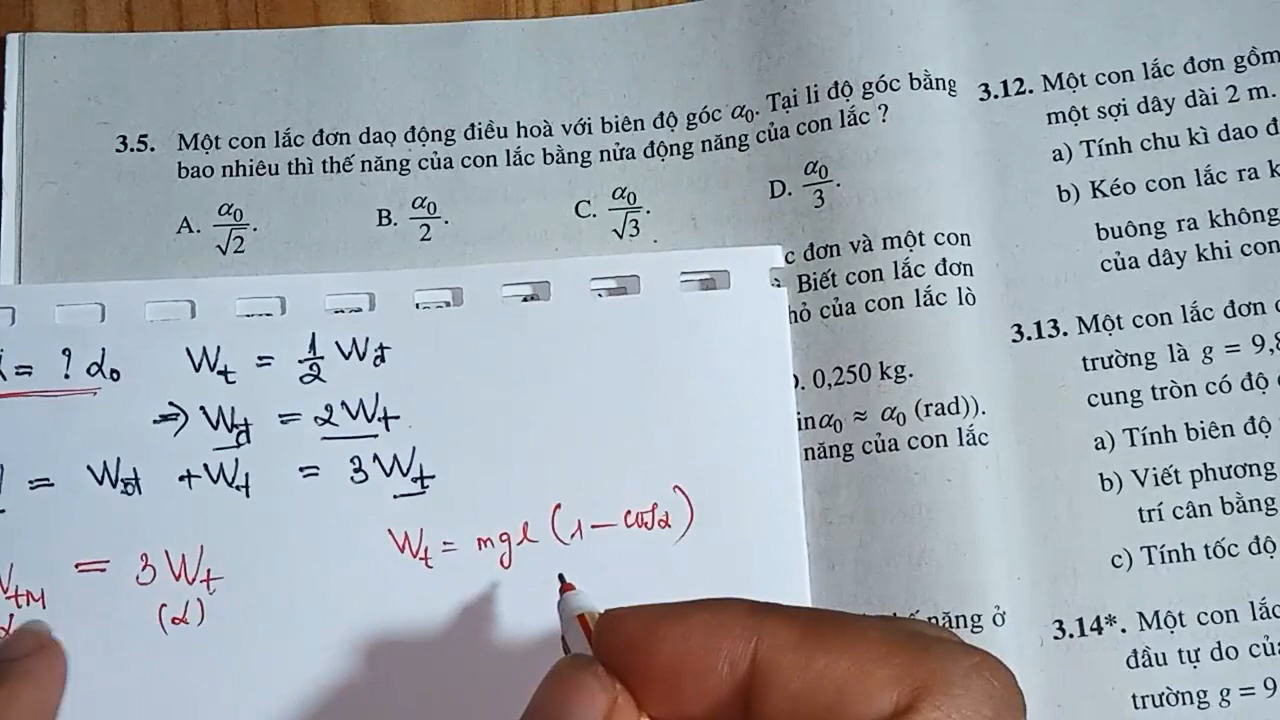 3.5. Một con lắc đơn dao động điều hoà với biên độ góc α₀. Tại li độ góc bằng
bao nhiêu thì thế năng của con lắc bằng nửa động năng của con lắc ?
A. α₀/√2. B. α₀/2. C. α₀/√3. D. α₀/3.
c đơn và một con
Biết con lắc đơn
hỏ của con lắc lò
0,250 kg.
inα₀ ≈ α₀ (rad)).
năng của con lắc
năng ở
3.12. Một con lắc đơn gồm
một sợi dây dài 2 m.
a) Tính chu kì dao đ
b) Kéo con lắc ra k
buông ra không
của dây khi con
3.13. Một con lắc đơn
trường là g = 9,8
cung tròn có độ
a) Tính biên độ
b) Viết phương
trí cân bằng
c) Tính tốc độ
3.14*. Một con lắc
đầu tự do củ
trường g = 9
= ? α₀ Wt = 1/2 Wđ
⇒ Wđ = 2Wt
= Wđ + Wt = 3Wt
tM = 3Wt
(α)
Wt = mgl (1 − cosα)